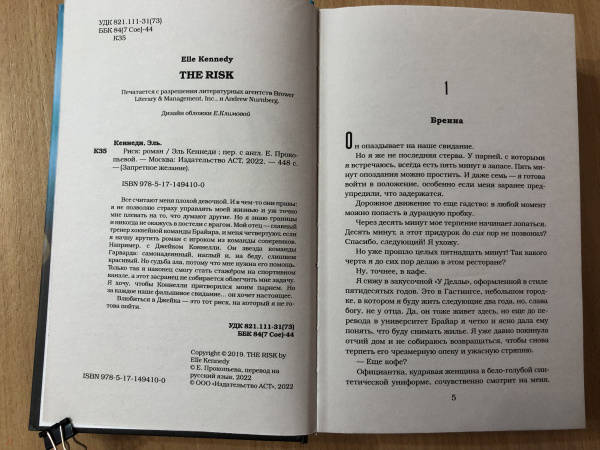 УДК 821.111-31(73)
ББК 84(7 Сое)-44
К35
Elle Kennedy
THE RISK
Печатается с разрешения литературных агентств Brower
Literary & Management, Inc., и Andrew Nurnberg.
Дизайн обложки Е.Климовой
Кеннеди, Эль.
К35 Риск: роман / Эль Кеннеди ; пер. с англ. Е. Проко-
пьевой. — Москва: Издательство АСТ, 2022. — 448 с.
— (Запретное желание).
ISBN 978-5-17-149410-0
Все считают меня плохой девочкой. И в чем-то они правы:
я не позволяю страху управлять моей жизнью и уж точно
мне плевать на то, что думают другие. Но я знаю границы
и никогда не окажусь в постели с врагом. Мой отец — главный
тренер хоккейной команды Брайара, и меня четвертуют, если
я начну крутить роман с игроком из команды соперников.
Например, с Джейком Коннелли. Он звезда команды
Гарварда: самонадеянный, наглый и, на беду, слишком
красивый. Но судьба зла, потому что мне нужна его помощь.
Только так я наконец смогу стать стажёром на спортивном
канале, а этот засранец не собирается облегчать мне задачу.
Я хочу, чтобы Коннелли притворился моим парнем. Но
за каждое наше фальшивое свидание... он хочет настоящее.
Влюбиться в Джейка — это тот риск, на который я не го-
това пойти.
УДК 821.111-31(73)
ББК 84(7 Сое)-44
Copyright © 2019. THE RISK by
Elle Kennedy
© Е. Прокопьева, перевод на
русский язык, 2022
ISBN 978-5-17-149410-0
© ООО «Издательство АСТ», 2022
1
Бренна
Он опаздывает на наше свидание.
Но я же не последняя стерва. У парней, с которыми
я встречаюсь, всегда есть пять минут в запасе. Пять ми-
нут опоздания можно простить. И даже семь — я готова
войти в положение, особенно если меня заранее пред-
упредили, что задержатся.
Дорожное движение то еще гадство: в любой момент
можно попасть в дурацкую пробку.
Через десять минут мое терпение начинает лопаться.
Десять минут, а этот придурок до сих пор не позвонил?
Спасибо, следующий! Я ухожу.
Но уже прошло целых пятнадцать минут! Так какого
черта я до сих пор делаю в этом ресторане?
Ну, точнее, в кафе.
Я сижу в закусочной «У Деллы», оформленной в стиле
пятидесятых годов. Это в Гастингсе, небольшом город-
ке, в котором я буду жить следующие два года, но, слава
богу, не у отца. Да, он тоже живет здесь, но еще до пе-
ревода в университет Брайар я четко и ясно дала ему
понять, что буду снимать жилье. Я уже давно покинула
отчий дом и не собираюсь возвращаться, чтобы снова
терпеть его чрезмерную опеку и ужасную стряпню.
— Еще кофе?
Официантка, кудрявая женщина в бело-голубой син-
тетической униформе, сочувственно смотрит на меня.
5